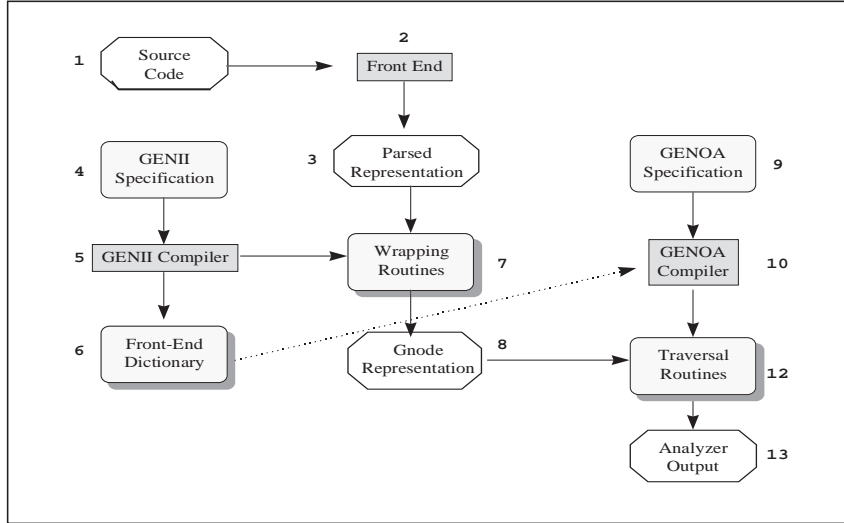 2
1
Source
Code
Front End
3
Parsed
Representation
4
GENII
Specification
GENOA
Specification
9
5
GENII Compiler
Wrapping
Routines
7
GENOA
Compiler
10
6
Front-End
Dictionary
Gnode
Representation
8
Traversal
Routines
12
Analyzer
Output
13